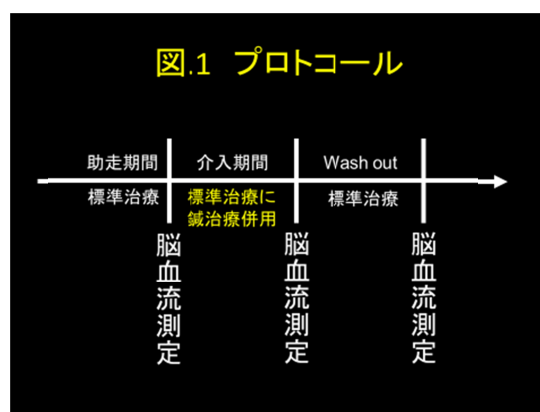 図.1 プロトコール
助走期間
介入期間
Wash out
標準治療
標準治療に
鍼治療併用
標準治療
脳血流測定
脳血流測定
脳血流測定